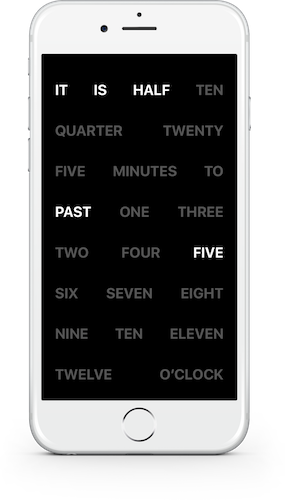 IT IS HALF TEN
QUARTER TWENTY
FIVE MINUTES TO
PAST ONE THREE
TWO FOUR FIVE
SIX SEVEN EIGHT
NINE TEN ELEVEN
TWELVE O’CLOCK